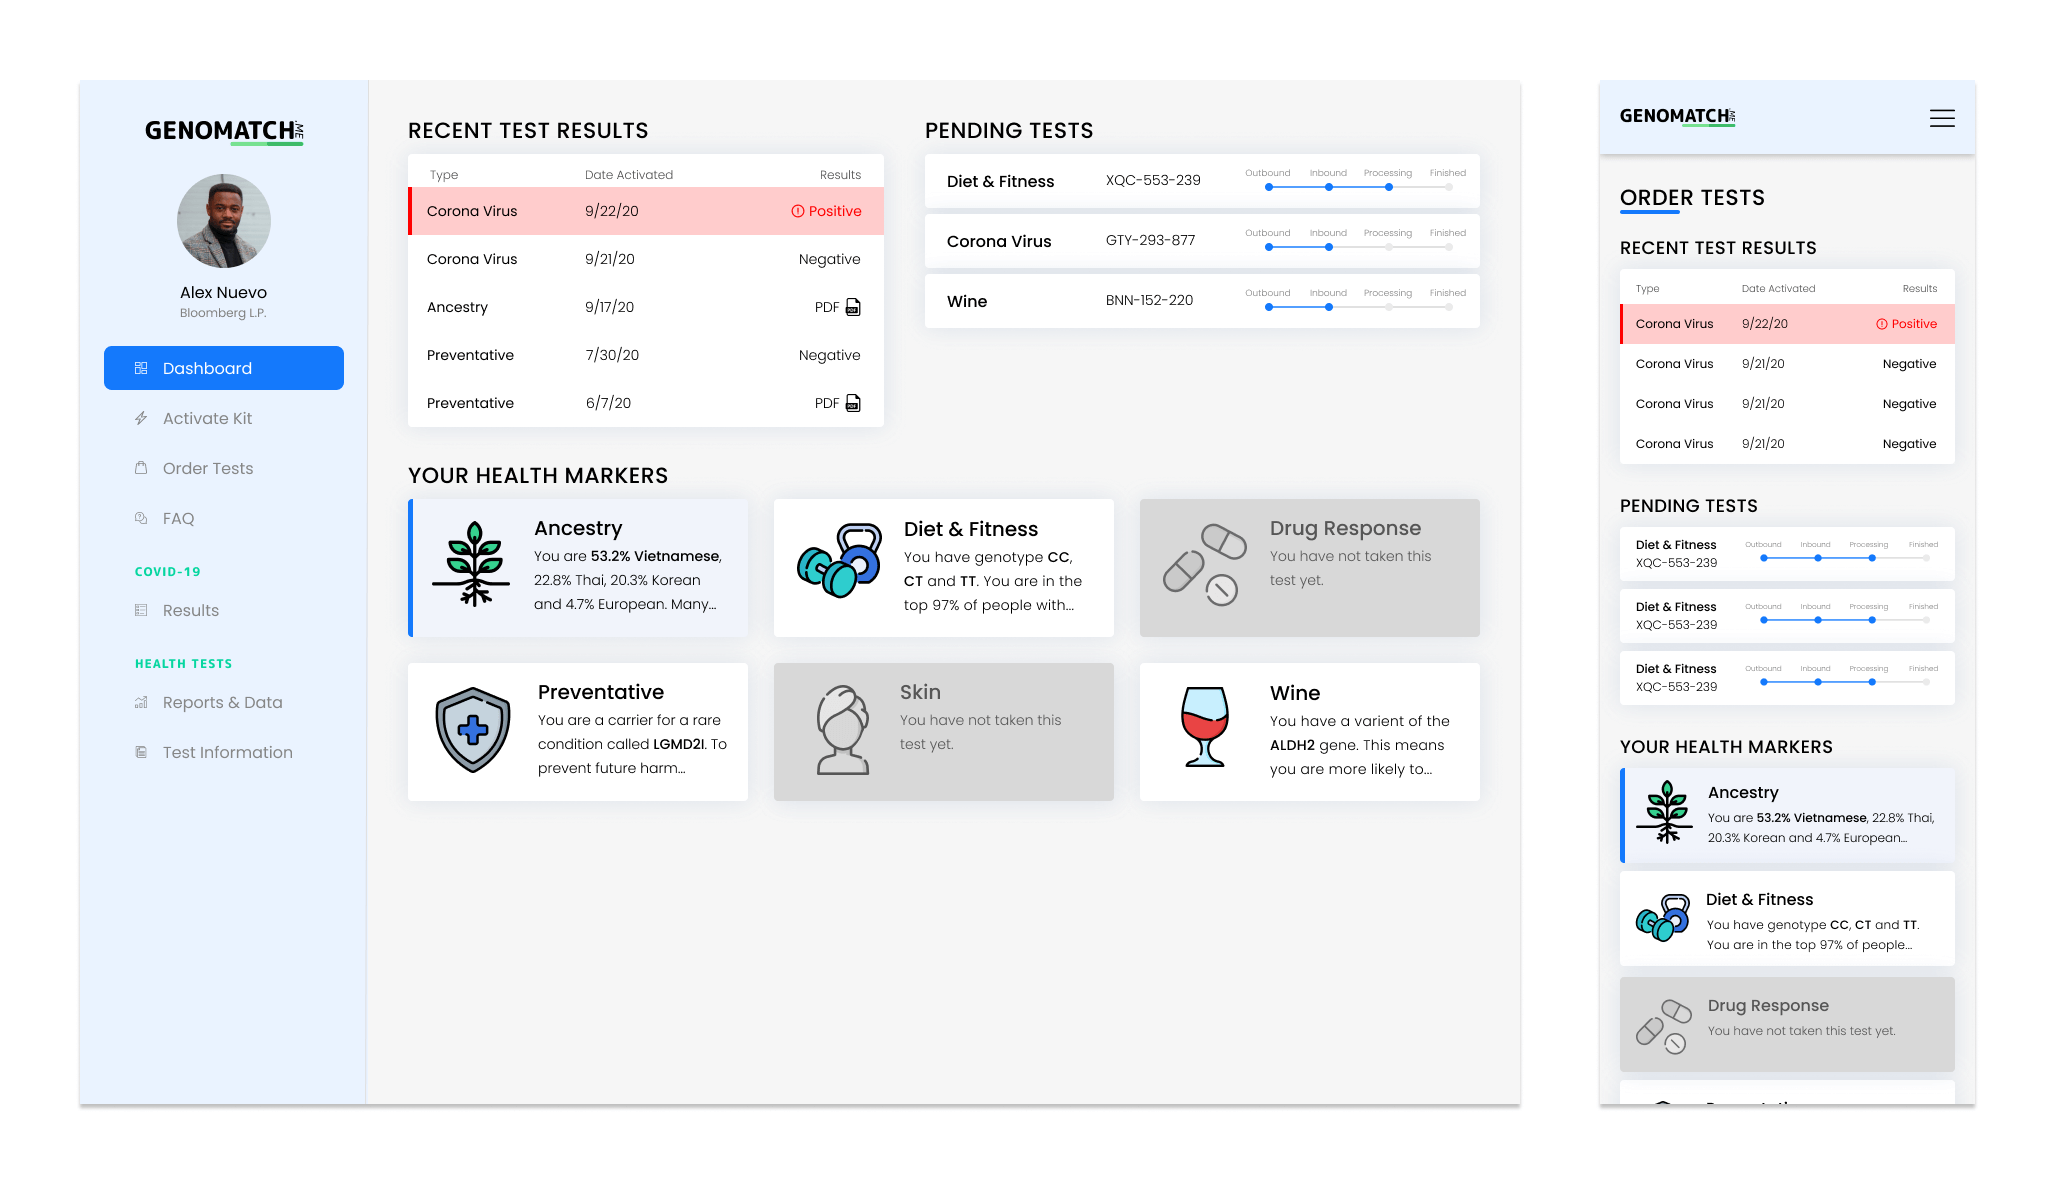 GENOMATCH.ME
Alex Nuevo
Bloomberg L.P.
Dashboard
Activate Kit
Order Tests
FAQ
COVID-19
Results
HEALTH TESTS
Reports & Data
Test Information
RECENT TEST RESULTS
Type Date Activated Results
Corona Virus 9/22/20 Positive
Corona Virus 9/21/20 Negative
Ancestry 9/17/20 PDF
Preventative 7/30/20 Negative
Preventative 6/7/20 PDF
PENDING TESTS
Outbound Inbound Processing Finished
Diet & Fitness XQC-553-239
Outbound Inbound Processing Finished
Corona Virus GTY-293-877
Outbound Inbound Processing Finished
Wine BNN-152-220
YOUR HEALTH MARKERS
Ancestry
You are 53.2% Vietnamese,
22.8% Thai, 20.3% Korean
and 4.7% European. Many...
Diet & Fitness
You have genotype CC,
CT and TT. You are in the
top 97% of people with...
Drug Response
You have not taken this
test yet.
Preventative
You are a carrier for a rare
condition called LGMD2I. To
prevent future harm...
Skin
You have not taken this
test yet.
Wine
You have a varient of the
ALDH2 gene. This means
you are more likely to...
GENOMATCH.ME
ORDER TESTS
RECENT TEST RESULTS
Type Date Activated Results
Corona Virus 9/22/20 Positive
Corona Virus 9/21/20 Negative
Corona Virus 9/21/20 Negative
Corona Virus 9/21/20 Negative
PENDING TESTS
Diet & Fitness Outbound Inbound Processing Finished
XQC-553-239
Diet & Fitness Outbound Inbound Processing Finished
XQC-553-239
Diet & Fitness Outbound Inbound Processing Finished
XQC-553-239
YOUR HEALTH MARKERS
Ancestry
You are 53.2% Vietnamese, 22.8% Thai,
20.3% Korean and 4.7% European...
Diet & Fitness
You have genotype CC, CT and TT.
You are in the top 97% of people...
Drug Response
You have not taken this test yet.